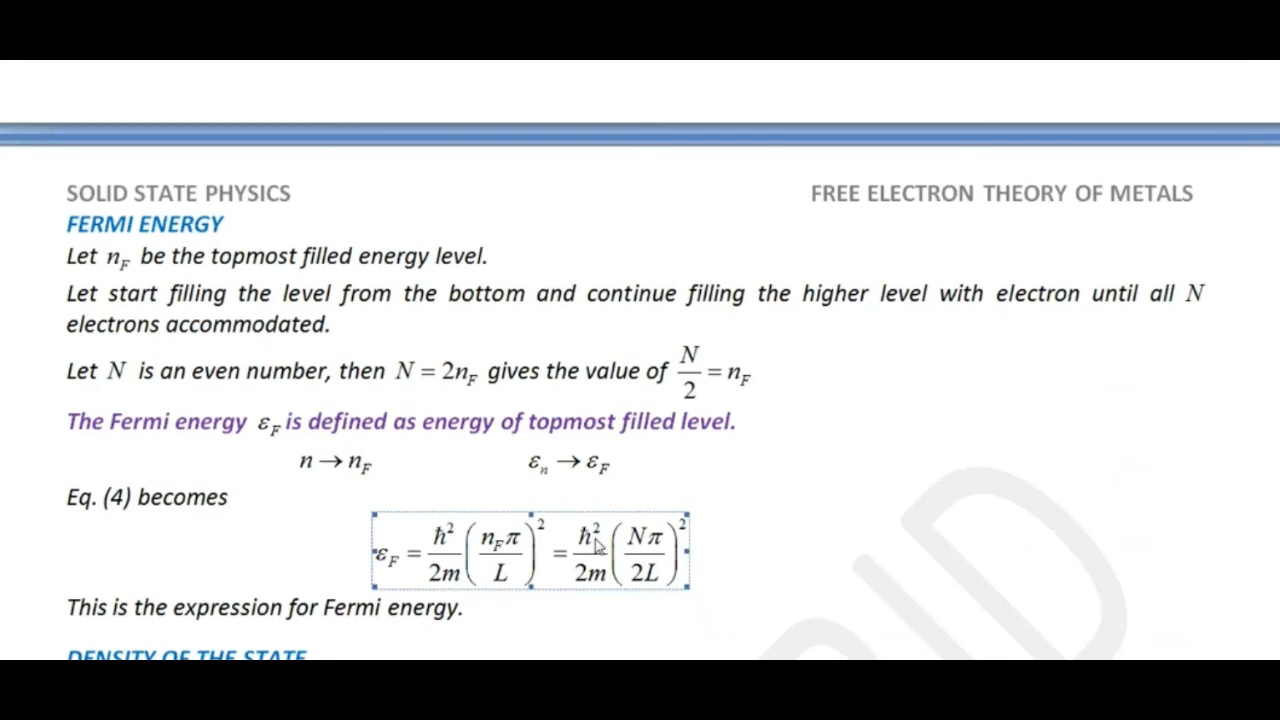 SOLID STATE PHYSICS FREE ELECTRON THEORY OF METALS
FERMI ENERGY
Let n_F be the topmost filled energy level.
Let start filling the level from the bottom and continue filling the higher level with electron until all N
electrons accommodated.
Let N is an even number, then N = 2n_F gives the value of N/2 = n_F
The Fermi energy ε_F is defined as energy of topmost filled level.
n → n_F ε_n → ε_F
Eq. (4) becomes
ε_F = ħ²/2m (n_Fπ/L)² = ħ²/2m (Nπ/2L)²
This is the expression for Fermi energy.
DENSITY OF THE STATE